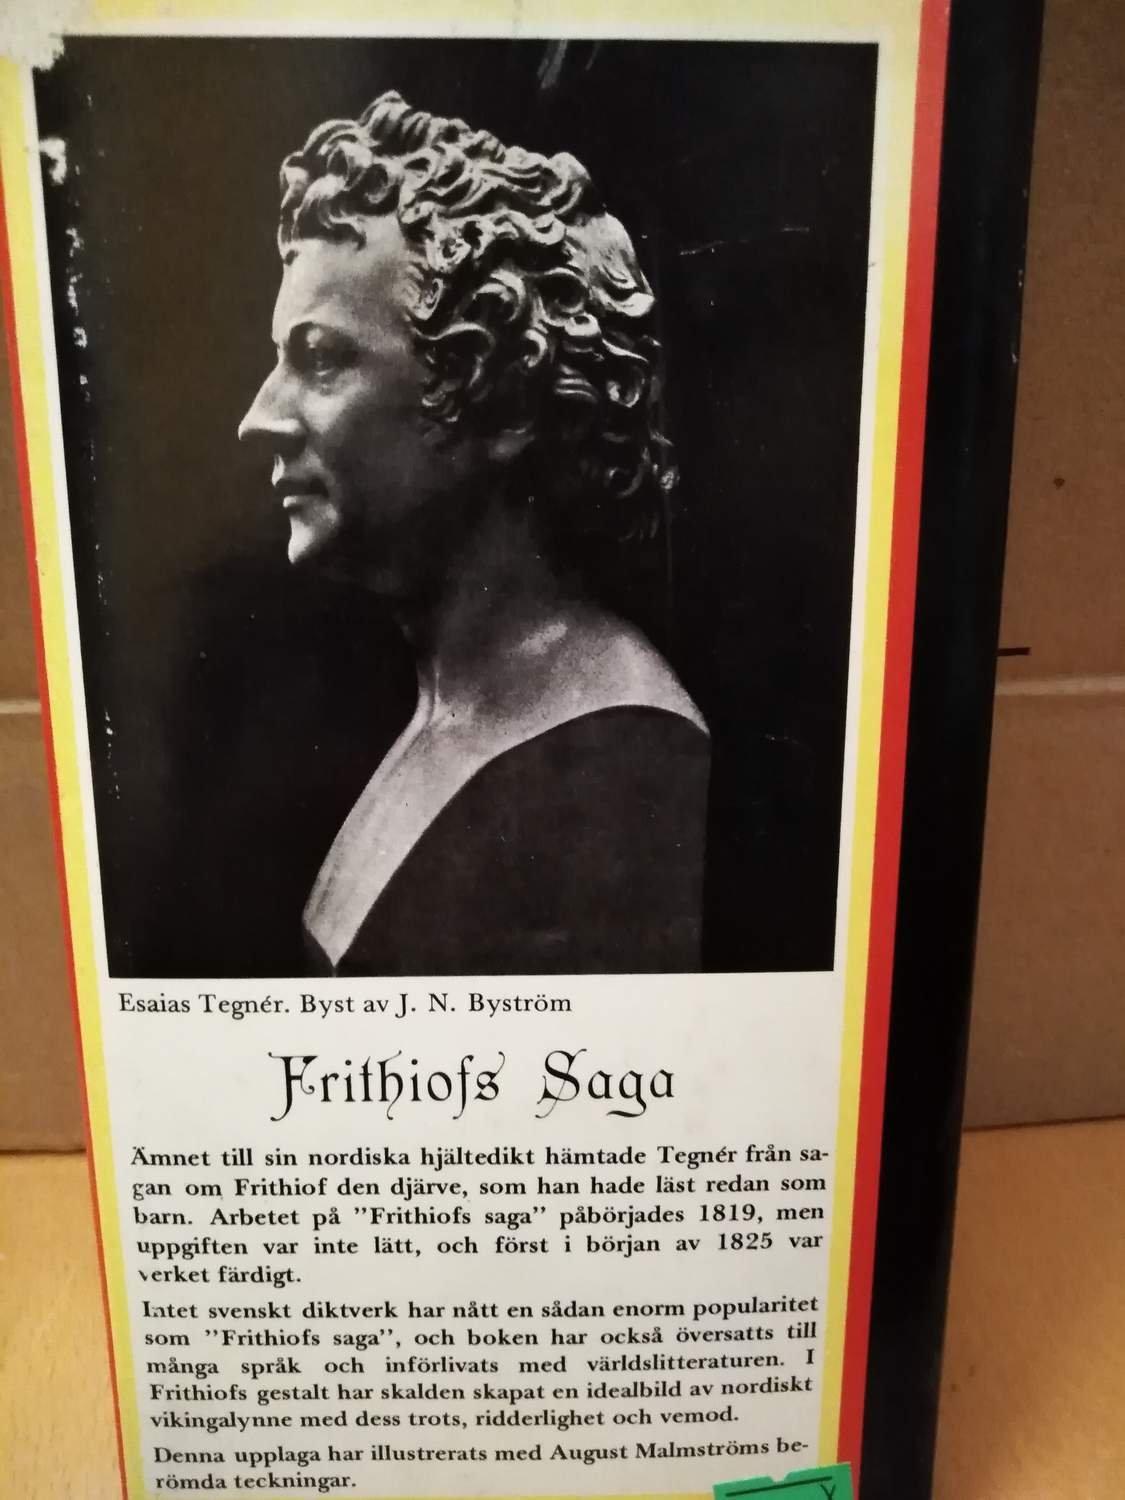 Esaias Tegnér. Byst av J. N. Byström
Frithiofs Saga
Ämnet till sin nordiska hjältedikt hämtade Tegnér från sa-
gan om Frithiof den djärve, som han hade läst redan som
barn. Arbetet på ”Frithiofs saga” påbörjades 1819, men
uppgiften var inte lätt, och först i början av 1825 var
verket färdigt.
Intet svenskt diktverk har nått en sådan enorm popularitet
som ”Frithiofs saga”, och boken har också översatts till
många språk och införlivats med världslitteraturen. I
Frithiofs gestalt har skalden skapat en idealbild av nordiskt
vikingalynne med dess trots, ridderlighet och vemod.
Denna upplaga har illustrerats med August Malmströms be-
römda teckningar.